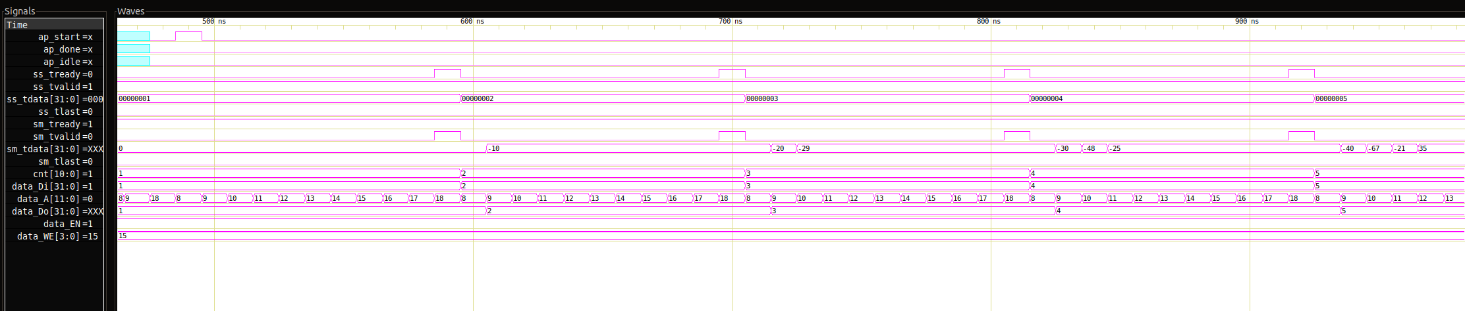 Signals
Waves
Time
500 ns 600 ns 700 ns 800 ns 900 ns
ap_start=x
ap_done=x
ap_idle=x
ss_tready=0
ss_tvalid=1
ss_tdata[31:0]=000 00000001 00000002 00000003 00000004 00000005
ss_tlast=0
sm_tready=1
sm_tvalid=0
sm_tdata[31:0]=XXX 0 -10 -20 -29 -30 -48 -25 -40 -67 -21 35
sm_tlast=0
cnt[10:0]=1 1 2 3 4 5
data_Di[31:0]=1 1 2 3 4 5
data_A[11:0]=0 8 9 18 8 9 10 11 12 13 14 15 16 17 18 8 9 10 11 12 13 14 15 16 17 18 8 9 10 11 12 13 14 15 16 17 18 8 9 10 11 12 13 14 15 16 17 18 8 9 10 11 12 13
data_Do[31:0]=XXX 1 2 3 4 5
data_EN=1
data_WE[3:0]=15 15